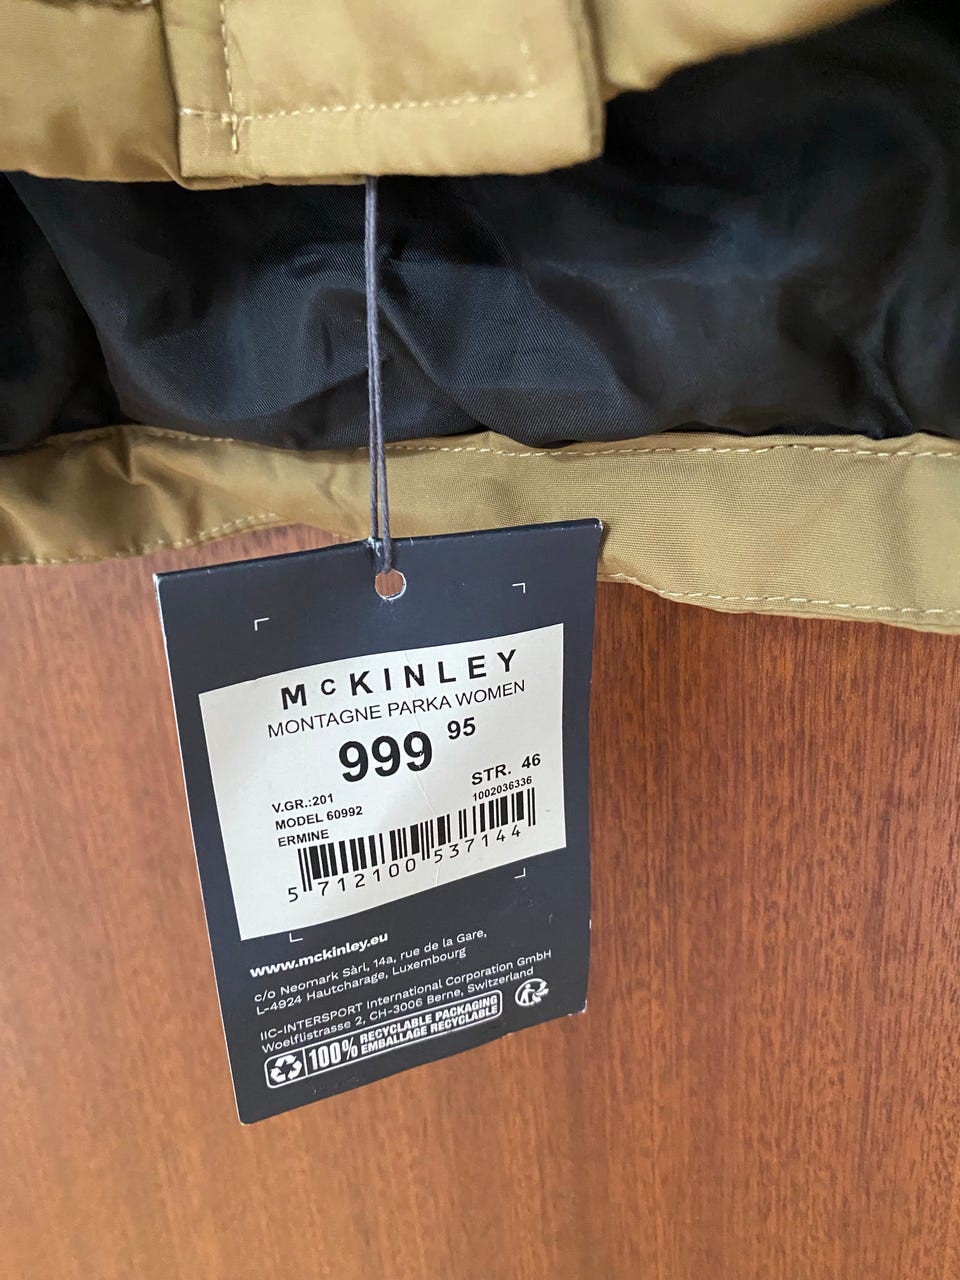 McKINLEY
MONTAGNE PARKA WOMEN
999 95
STR. 46
V.GR.:201
1002036336
MODEL 60992
ERMINE
5 712100 537144
www.mckinley.eu
c/o Neomark Sàrl, 14a, rue de la Gare,
L-4924 Hautcharage, Luxembourg
IIC-INTERSPORT International Corporation GmbH
Woelflistrasse 2, CH-3006 Berne, Switzerland
100% RECYCLABLE PACKAGING
EMBALLAGE RECYCLABLE